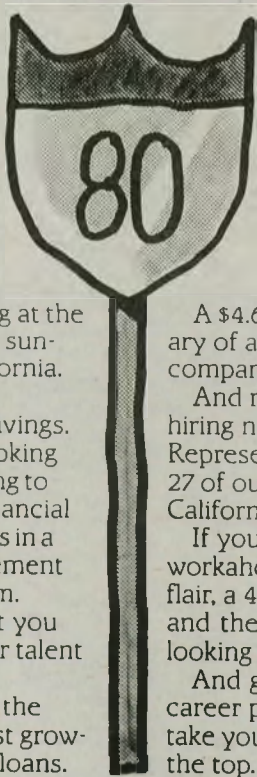 80
g at the
sun-
ornia.
avings.
oking
ng to
ancial
s in a
ement
m.
t you
r talent
the
st grow-
loans.
A $4.6
ary of a
compan
And n
hiring n
Represe
27 of ou
Californ
If you
workaho
flair, a 4
and the
looking
And g
career p
take you
the top.